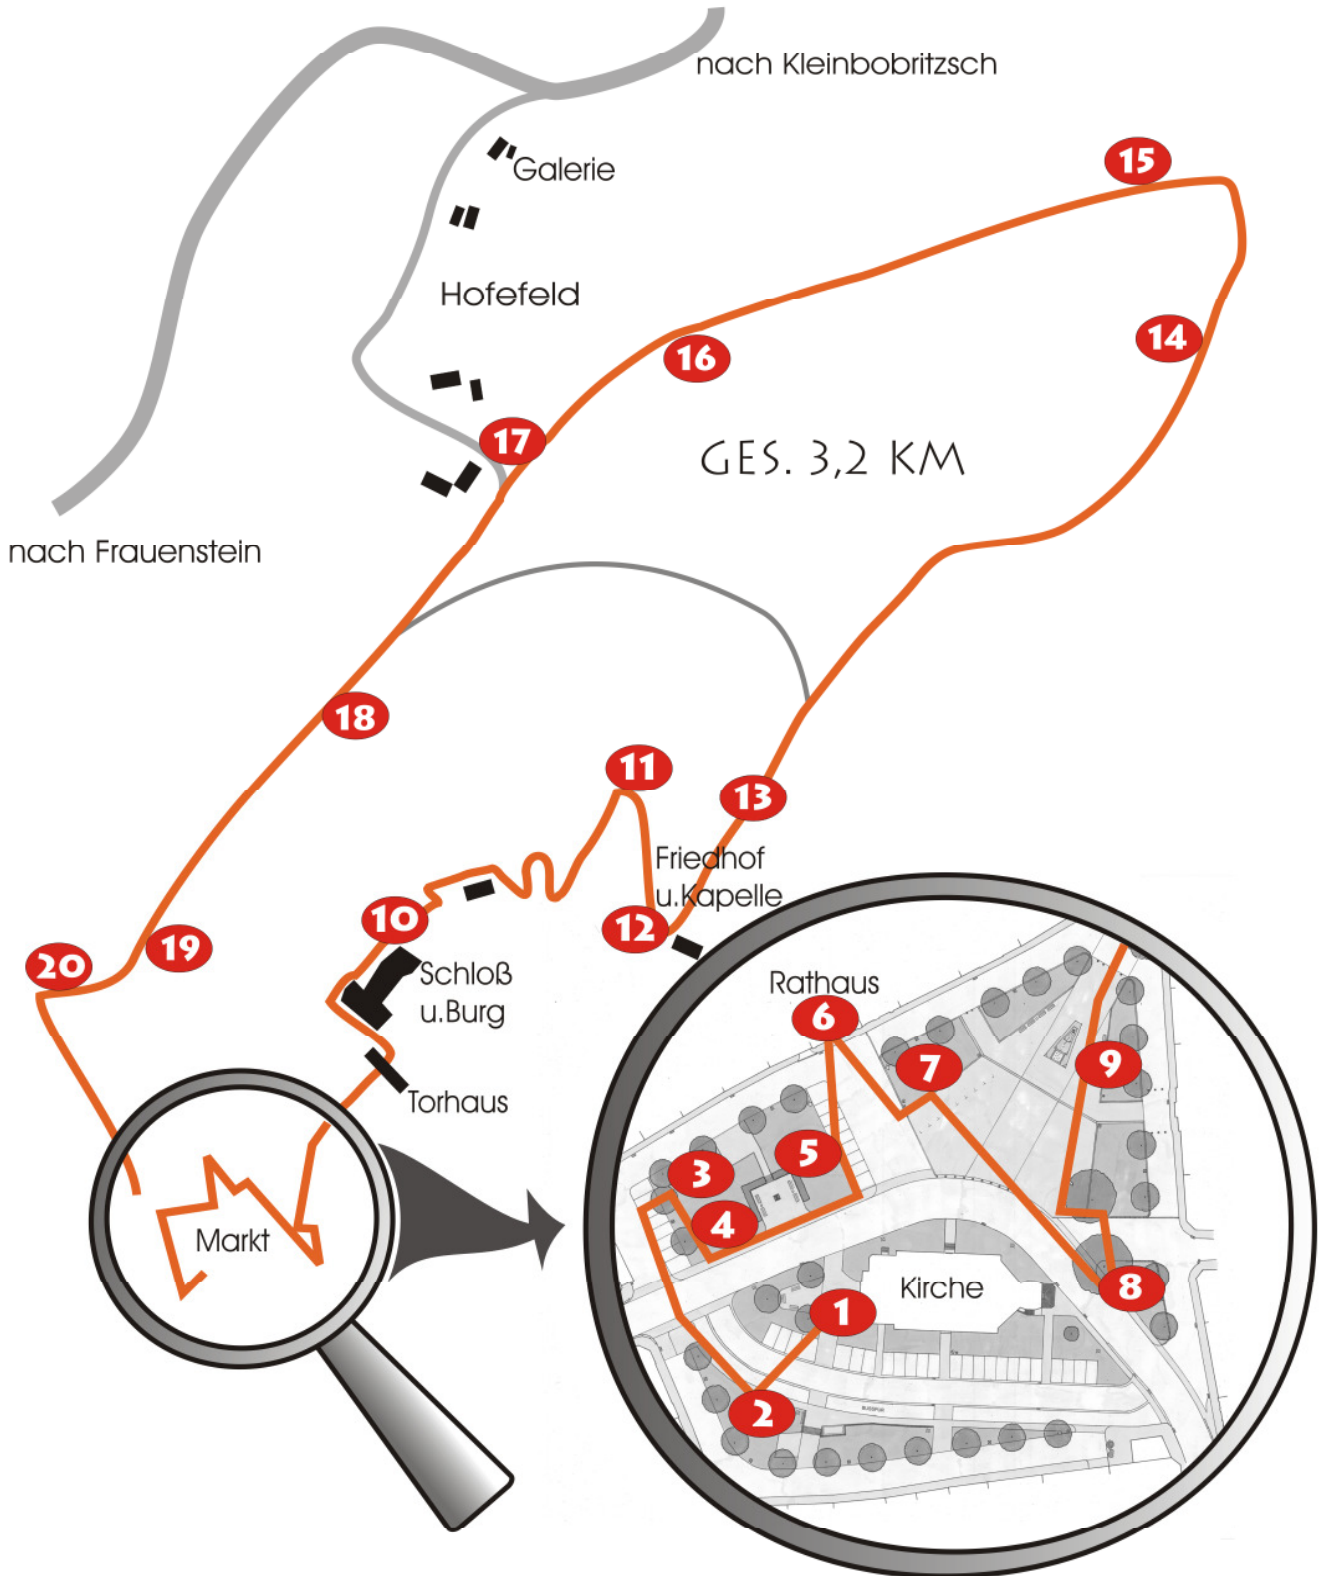 nach Kleinbobritzsch
15
Galerie
Hofefeld
14
16
17
GES. 3,2 KM
nach Frauenstein
18
11
13
Friedhof
u.Kapelle
10
12
19
20
Schloß
u.Burg
Rathaus
6
7
9
Torhaus
5
3
4
Markt
Kirche
8
1
2